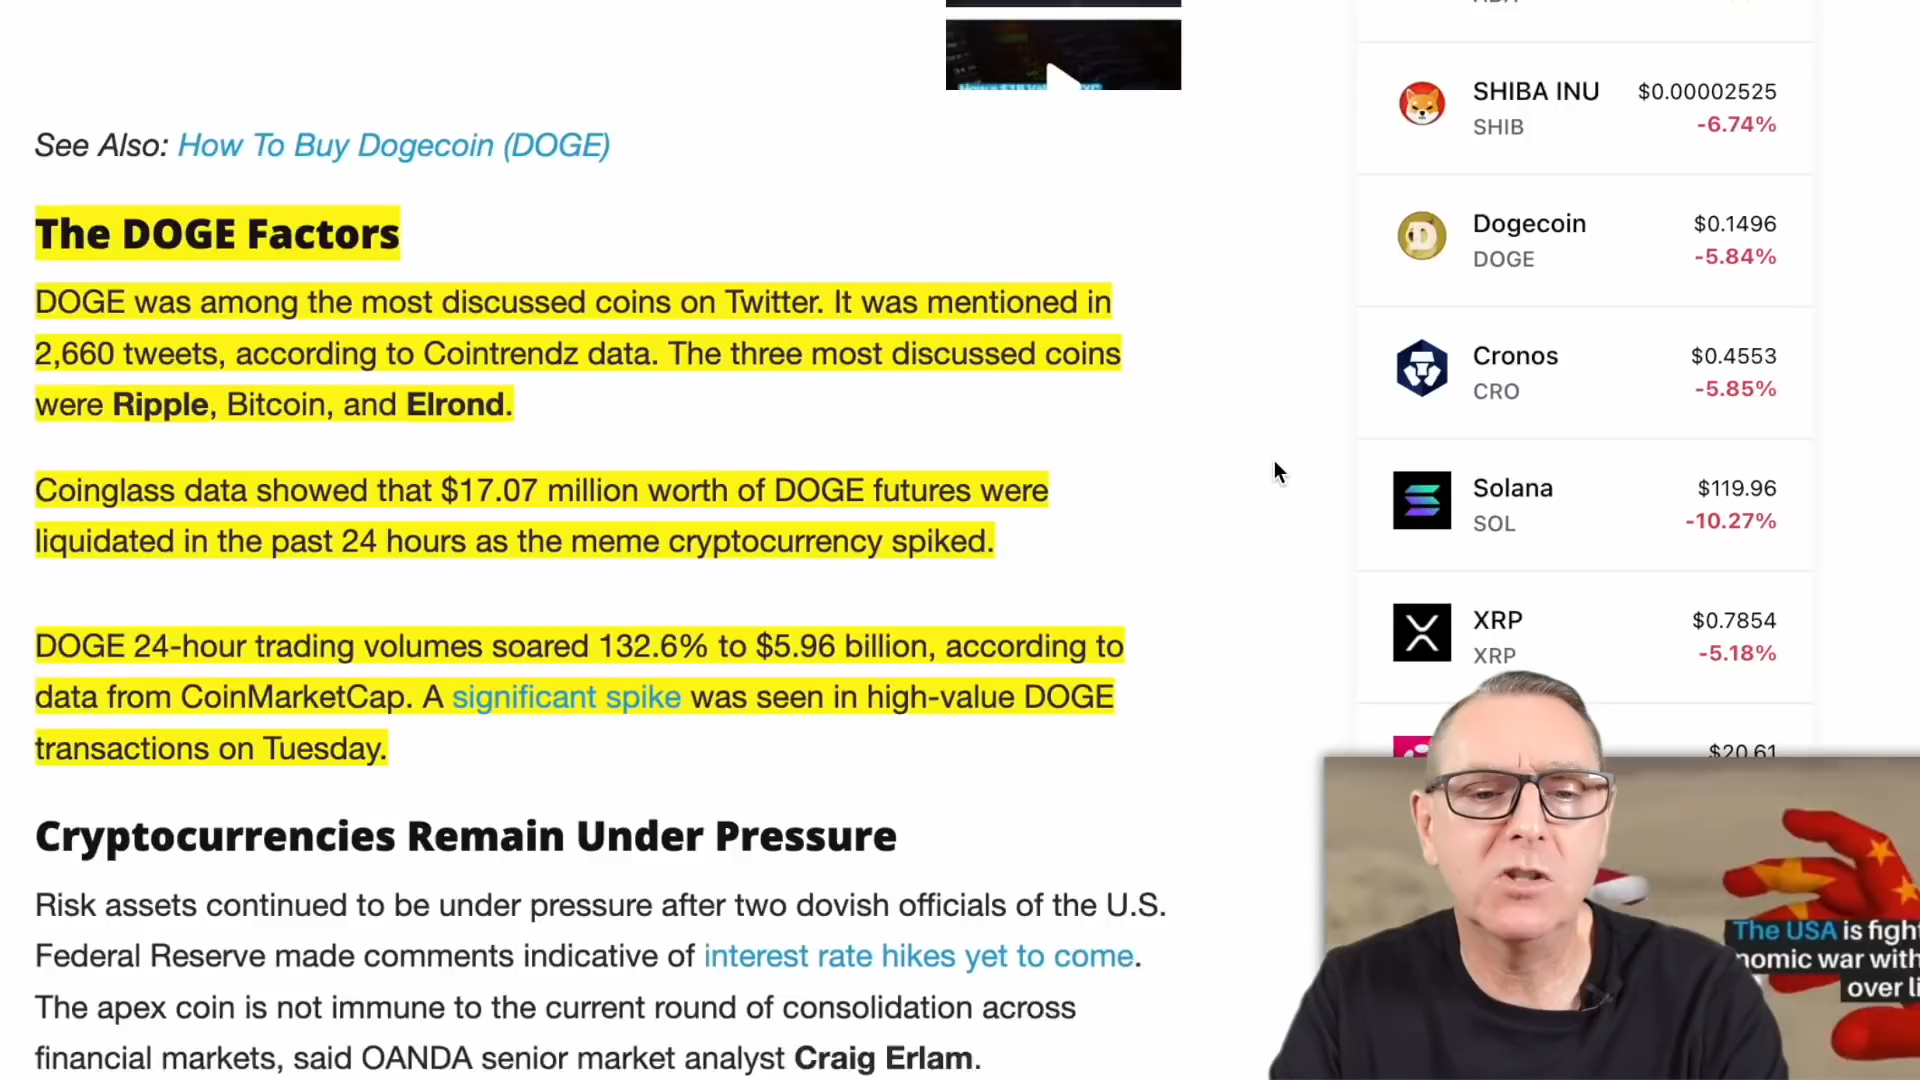 See Also: How To Buy Dogecoin (DOGE)
The DOGE Factors
DOGE was among the most discussed coins on Twitter. It was mentioned in
2,660 tweets, according to Cointrendz data. The three most discussed coins
were Ripple, Bitcoin, and Elrond.
Coinglass data showed that $17.07 million worth of DOGE futures were
liquidated in the past 24 hours as the meme cryptocurrency spiked.
DOGE 24-hour trading volumes soared 132.6% to $5.96 billion, according to
data from CoinMarketCap. A significant spike was seen in high-value DOGE
transactions on Tuesday.
Cryptocurrencies Remain Under Pressure
Risk assets continued to be under pressure after two dovish officials of the U.S.
Federal Reserve made comments indicative of interest rate hikes yet to come.
The apex coin is not immune to the current round of consolidation across
financial markets, said OANDA senior market analyst Craig Erlam.
SHIBA INU $0.00002525
SHIB -6.74%
Dogecoin $0.1496
DOGE -5.84%
Cronos $0.4553
CRO -5.85%
Solana $119.96
SOL -10.27%
XRP $0.7854
XRP -5.18%
$20.61
The USA is fight
nomic war with
over li